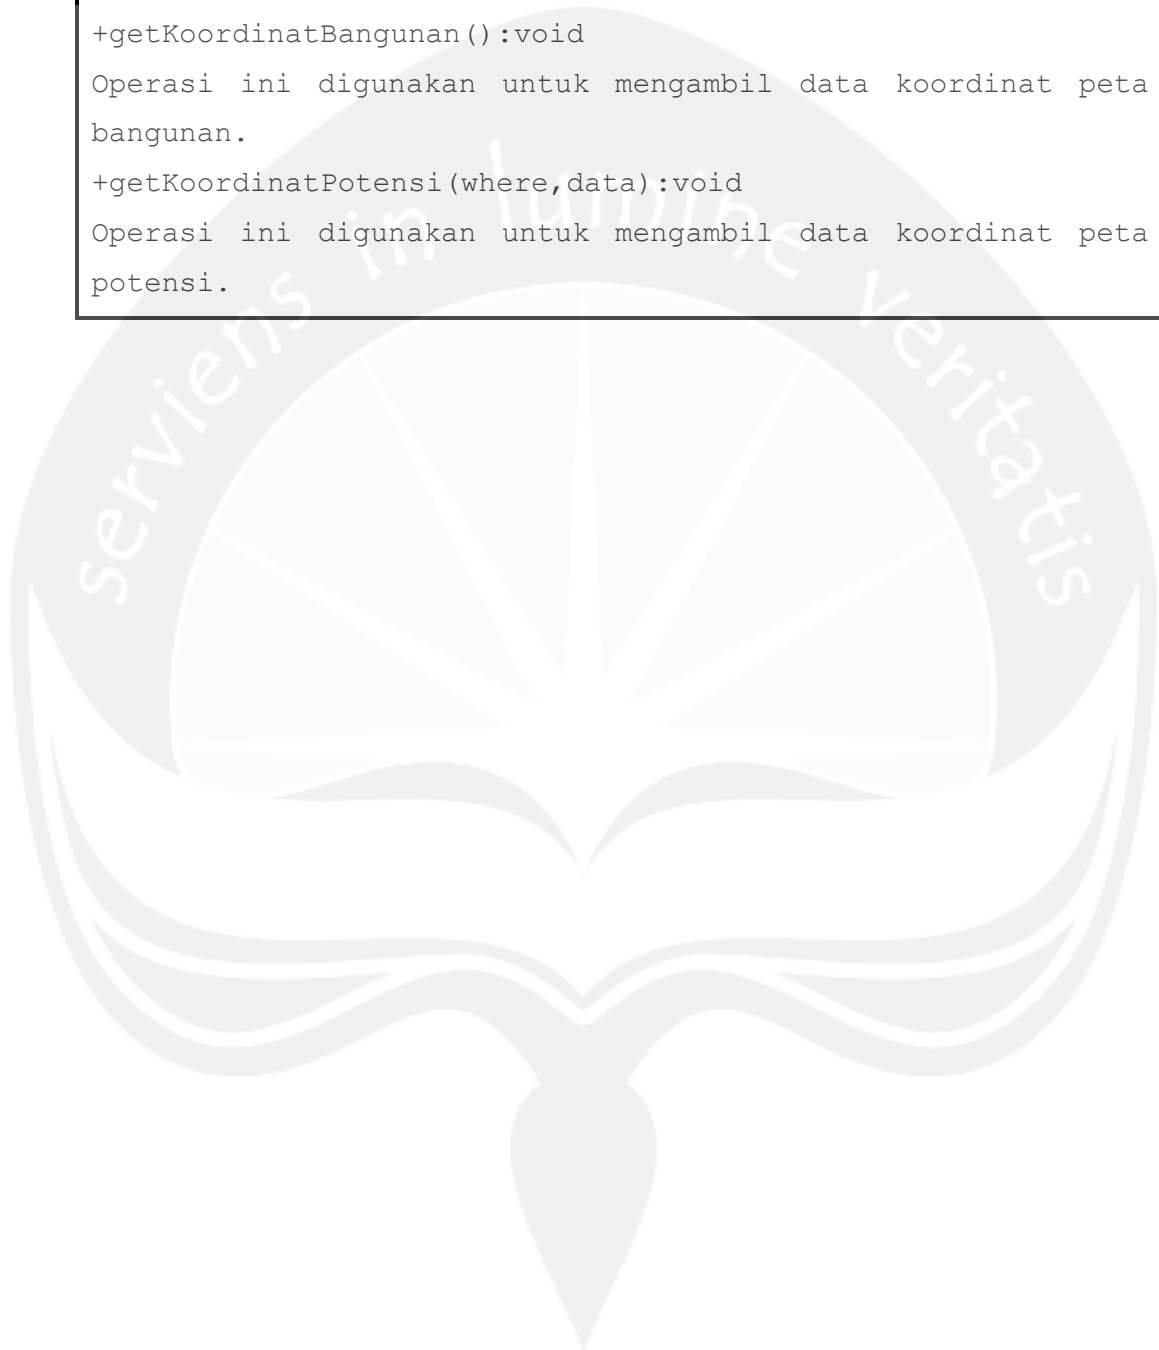 +getKoordinatBangunan():void
Operasi ini digunakan untuk mengambil data koordinat peta
bangunan.
+getKoordinatPotensi(where,data):void
Operasi ini digunakan untuk mengambil data koordinat peta
potensi.
serviens in lumine veritatis